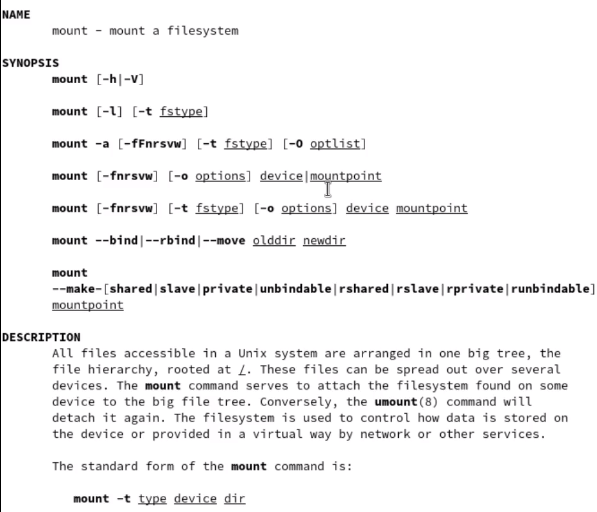 NAME
mount - mount a filesystem
SYNOPSIS
mount [-h|-V]
mount [-l] [-t fstype]
mount -a [-fFnrsvw] [-t fstype] [-O optlist]
mount [-fnrsvw] [-o options] device|mountpoint
mount [-fnrsvw] [-t fstype] [-o options] device mountpoint
mount --bind|--rbind|--move olddir newdir
mount
--make-[shared|slave|private|unbindable|rshared|rslave|rprivate|runbindable]
mountpoint
DESCRIPTION
All files accessible in a Unix system are arranged in one big tree, the
file hierarchy, rooted at /. These files can be spread out over several
devices. The mount command serves to attach the filesystem found on some
device to the big file tree. Conversely, the umount(8) command will
detach it again. The filesystem is used to control how data is stored on
the device or provided in a virtual way by network or other services.
The standard form of the mount command is:
mount -t type device dir